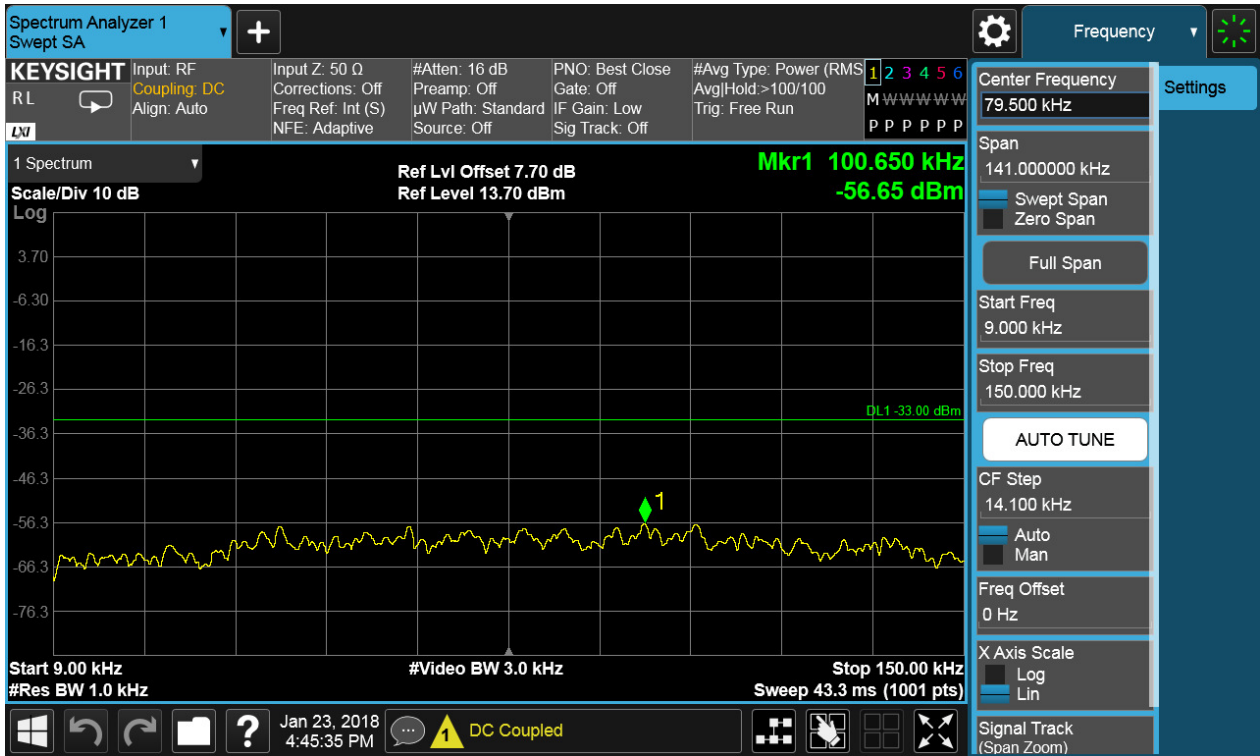 Spectrum Analyzer 1
Swept SA
+
Frequency
KEYSIGHT
RL
LXI
Input: RF
Coupling: DC
Align: Auto
Input Z: 50 Ω
Corrections: Off
Freq Ref: Int (S)
NFE: Adaptive
#Atten: 16 dB
Preamp: Off
µW Path: Standard
Source: Off
PNO: Best Close
Gate: Off
IF Gain: Low
Sig Track: Off
#Avg Type: Power (RMS
Avg|Hold:>100/100
Trig: Free Run
1 2 3 4 5 6
M W W W W W
P P P P P P
Center Frequency
79.500 kHz
Settings
Span
141.000000 kHz
Swept Span
Zero Span
Full Span
Start Freq
9.000 kHz
Stop Freq
150.000 kHz
AUTO TUNE
CF Step
14.100 kHz
Auto
Man
Freq Offset
0 Hz
X Axis Scale
Log
Lin
Signal Track
(Span Zoom)
1 Spectrum
Scale/Div 10 dB
Log
Ref Lvl Offset 7.70 dB
Ref Level 13.70 dBm
Mkr1 100.650 kHz
-56.65 dBm
3.70
-6.30
-16.3
-26.3
DL1 -33.00 dBm
-36.3
-46.3
1
-56.3
-66.3
-76.3
Start 9.00 kHz
#Res BW 1.0 kHz
#Video BW 3.0 kHz
Stop 150.00 kHz
Sweep 43.3 ms (1001 pts)
?
Jan 23, 2018
4:45:35 PM
1
DC Coupled